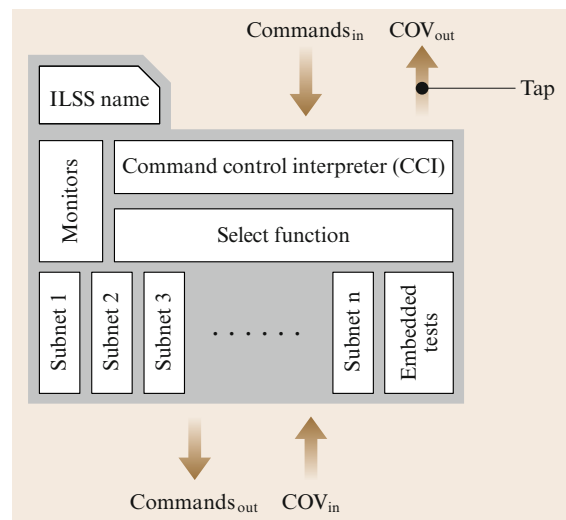 Commands_in COV_out
Tap
ILSS name
Command control interpreter (CCI)
Monitors
Select function
Subnet 1
Subnet 2
Subnet 3
. . . . . .
Subnet n
Embedded
tests
Commands_out COV_in